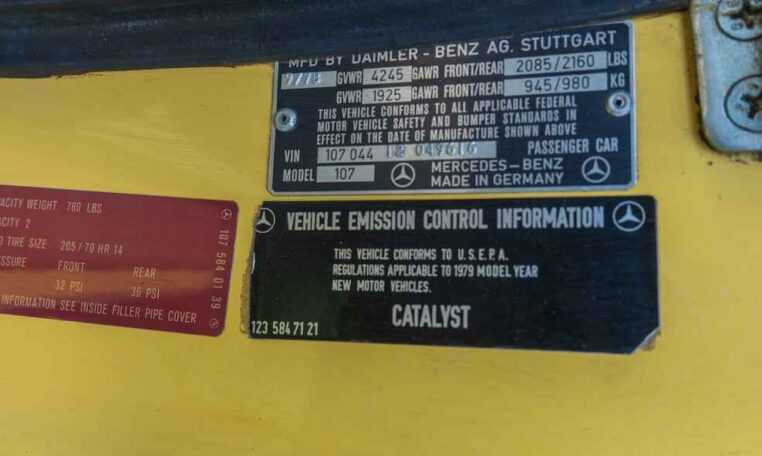 MFD BY DAIMLER - BENZ AG. STUTTGART
GVWR 4245 GAWR FRONT/REAR 2085/2160 LBS
GVWR 1925 GAWR FRONT/REAR 945/980 KG
THIS VEHICLE CONFORMS TO ALL APPLICABLE FEDERAL
MOTOR VEHICLE SAFETY AND BUMPER STANDARDS IN
EFFECT ON THE DATE OF MANUFACTURE SHOWN ABOVE
VIN 107 044 12 049616 PASSENGER CAR
MODEL 107 MERCEDES-BENZ
MADE IN GERMANY
ACITY WEIGHT 780 LBS
ACITY 2
D TIRE SIZE 205/70 HR 14
ESSURE FRONT REAR
32 PSI 36 PSI
INFORMATION SEE INSIDE FILLER PIPE COVER
107 584 01 39
VEHICLE EMISSION CONTROL INFORMATION
THIS VEHICLE CONFORMS TO U.S.E.P.A.
REGULATIONS APPLICABLE TO 1979 MODEL YEAR
NEW MOTOR VEHICLES.
CATALYST
123 584 71 21